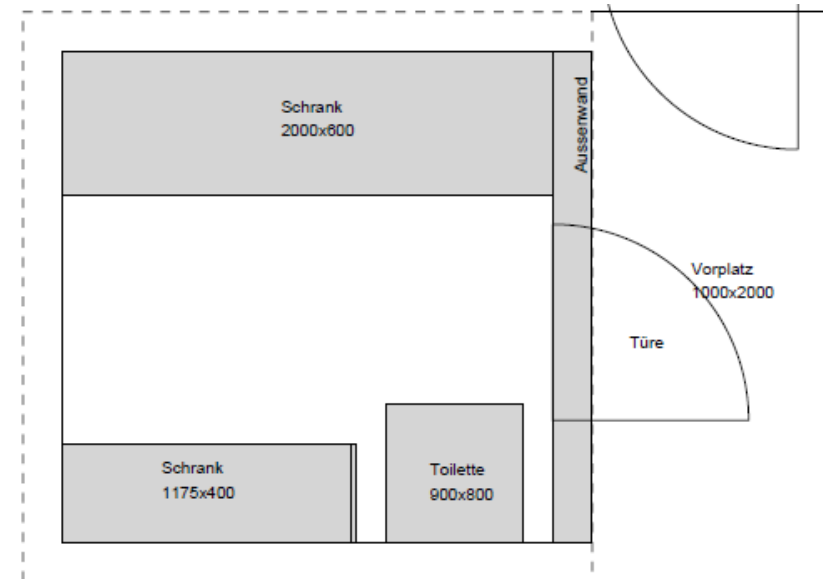 Schrank
2000x600
Aussenwand
Vorplatz
1000x2000
Türe
Schrank
1175x400
Toilette
900x800